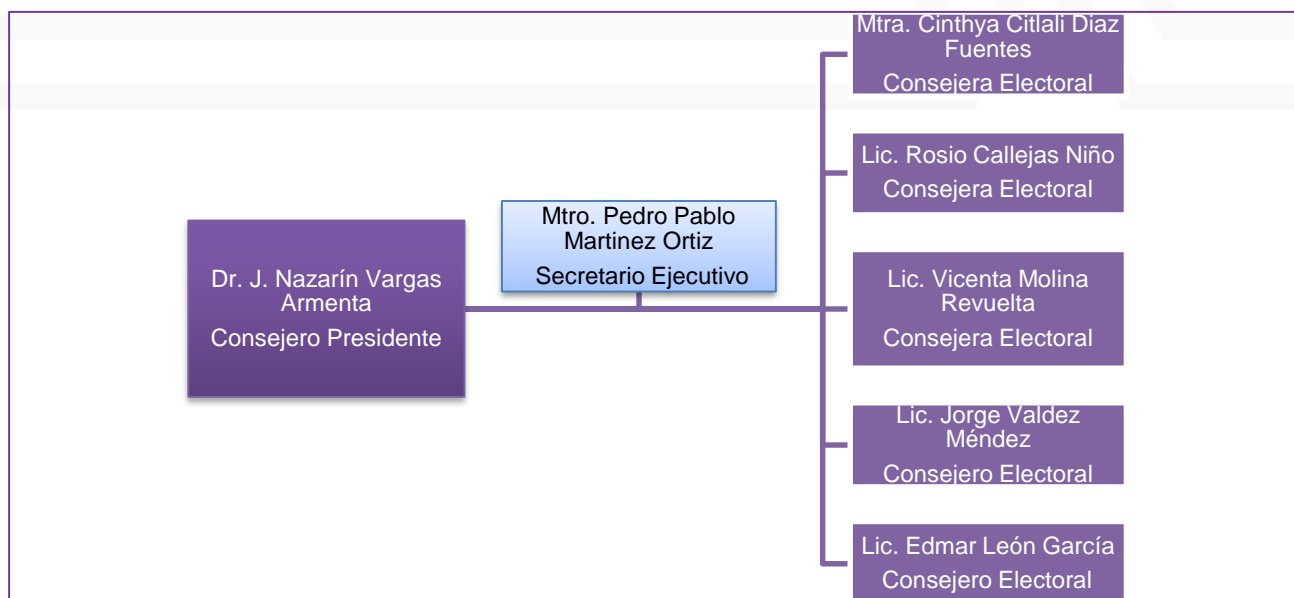 Dr. J. Nazarín Vargas
Armenta
Consejero Presidente
Mtro. Pedro Pablo
Martinez Ortiz
Secretario Ejecutivo
Mtra. Cinthya Citlali Diaz
Fuentes
Consejera Electoral
Lic. Rosio Callejas Niño
Consejera Electoral
Lic. Vicenta Molina
Revuelta
Consejera Electoral
Lic. Jorge Valdez
Méndez
Consejero Electoral
Lic. Edmar León García
Consejero Electoral